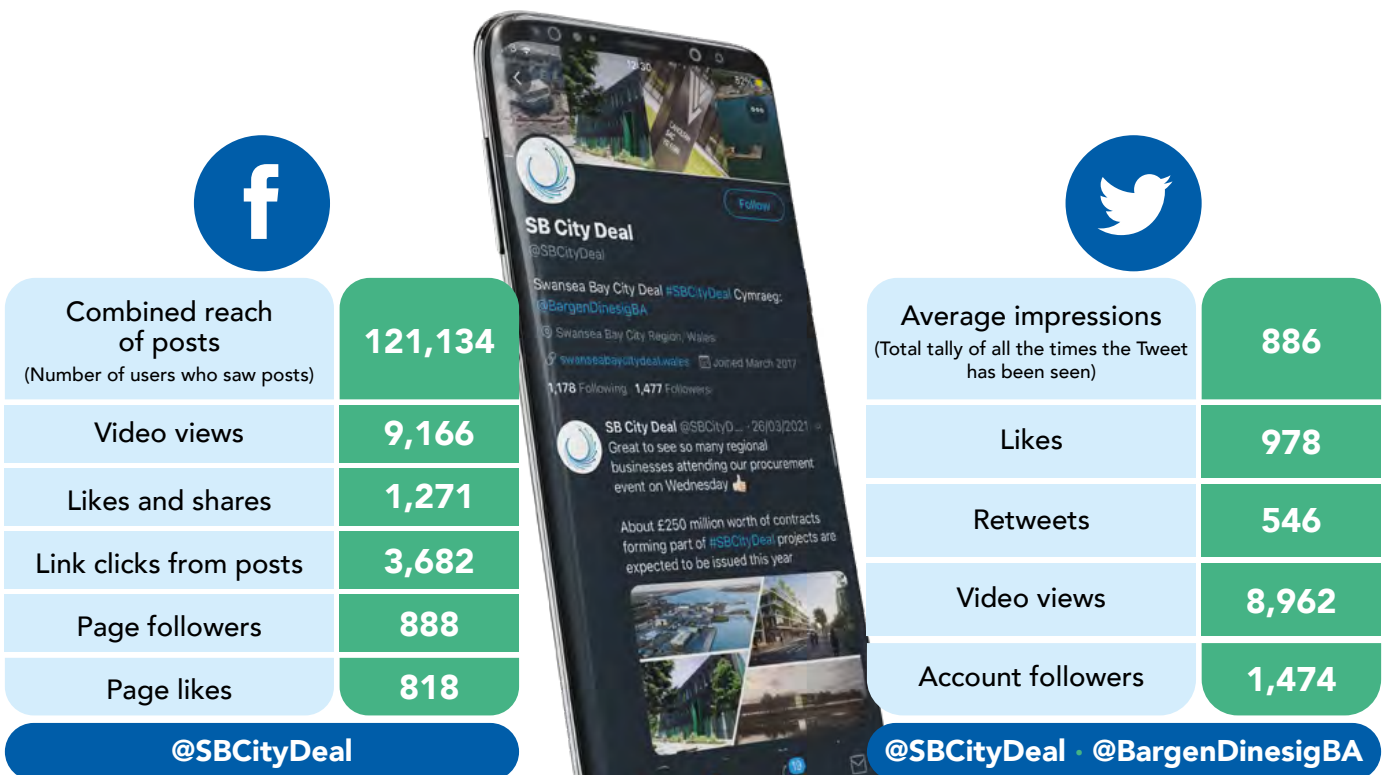 Combined reach
of posts
(Number of users who saw posts)
121,134
Video views
9,166
Likes and shares
1,271
Link clicks from posts
3,682
Page followers
888
Page likes
818
@SBCityDeal
12:30
82%
Follow
SB City Deal
@SBCityDeal
Swansea Bay City Deal #SBCityDeal Cymraeg:
@BargenDinesigBA
Swansea Bay City Region, Wales
swanseabaycitydeal.wales Joined March 2017
1,178 Following 1,477 Followers
SB City Deal @SBCityD... · 26/03/2021
Great to see so many regional
businesses attending our procurement
event on Wednesday 👍🏻
About £250 million worth of contracts
forming part of #SBCityDeal projects are
expected to be issued this year
19
Average impressions
(Total tally of all the times the Tweet
has been seen)
886
Likes
978
Retweets
546
Video views
8,962
Account followers
1,474
@SBCityDeal · @BargenDinesigBA